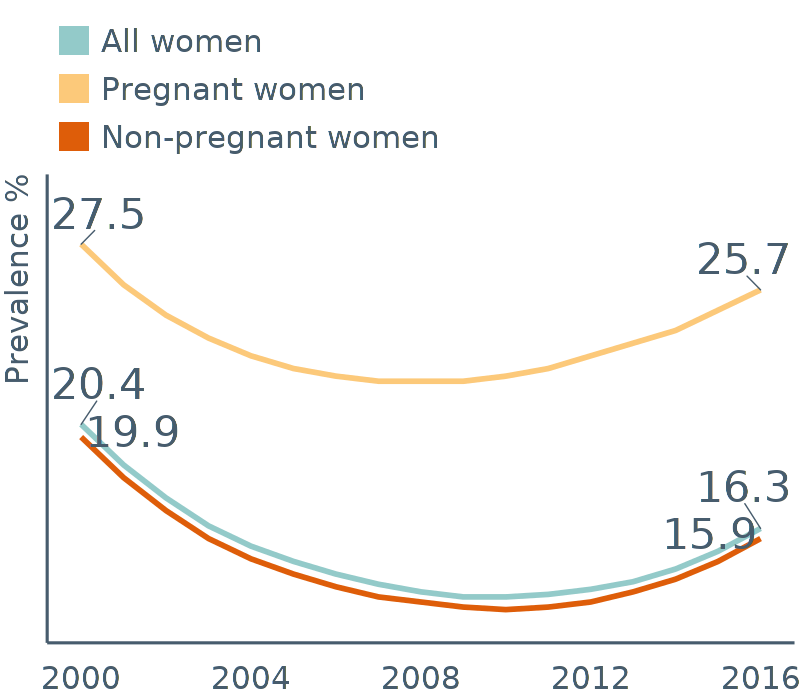 All women
Pregnant women
Non-pregnant women
Prevalence %
27.5
25.7
20.4
19.9
16.3
15.9
2000 2004 2008 2012 2016